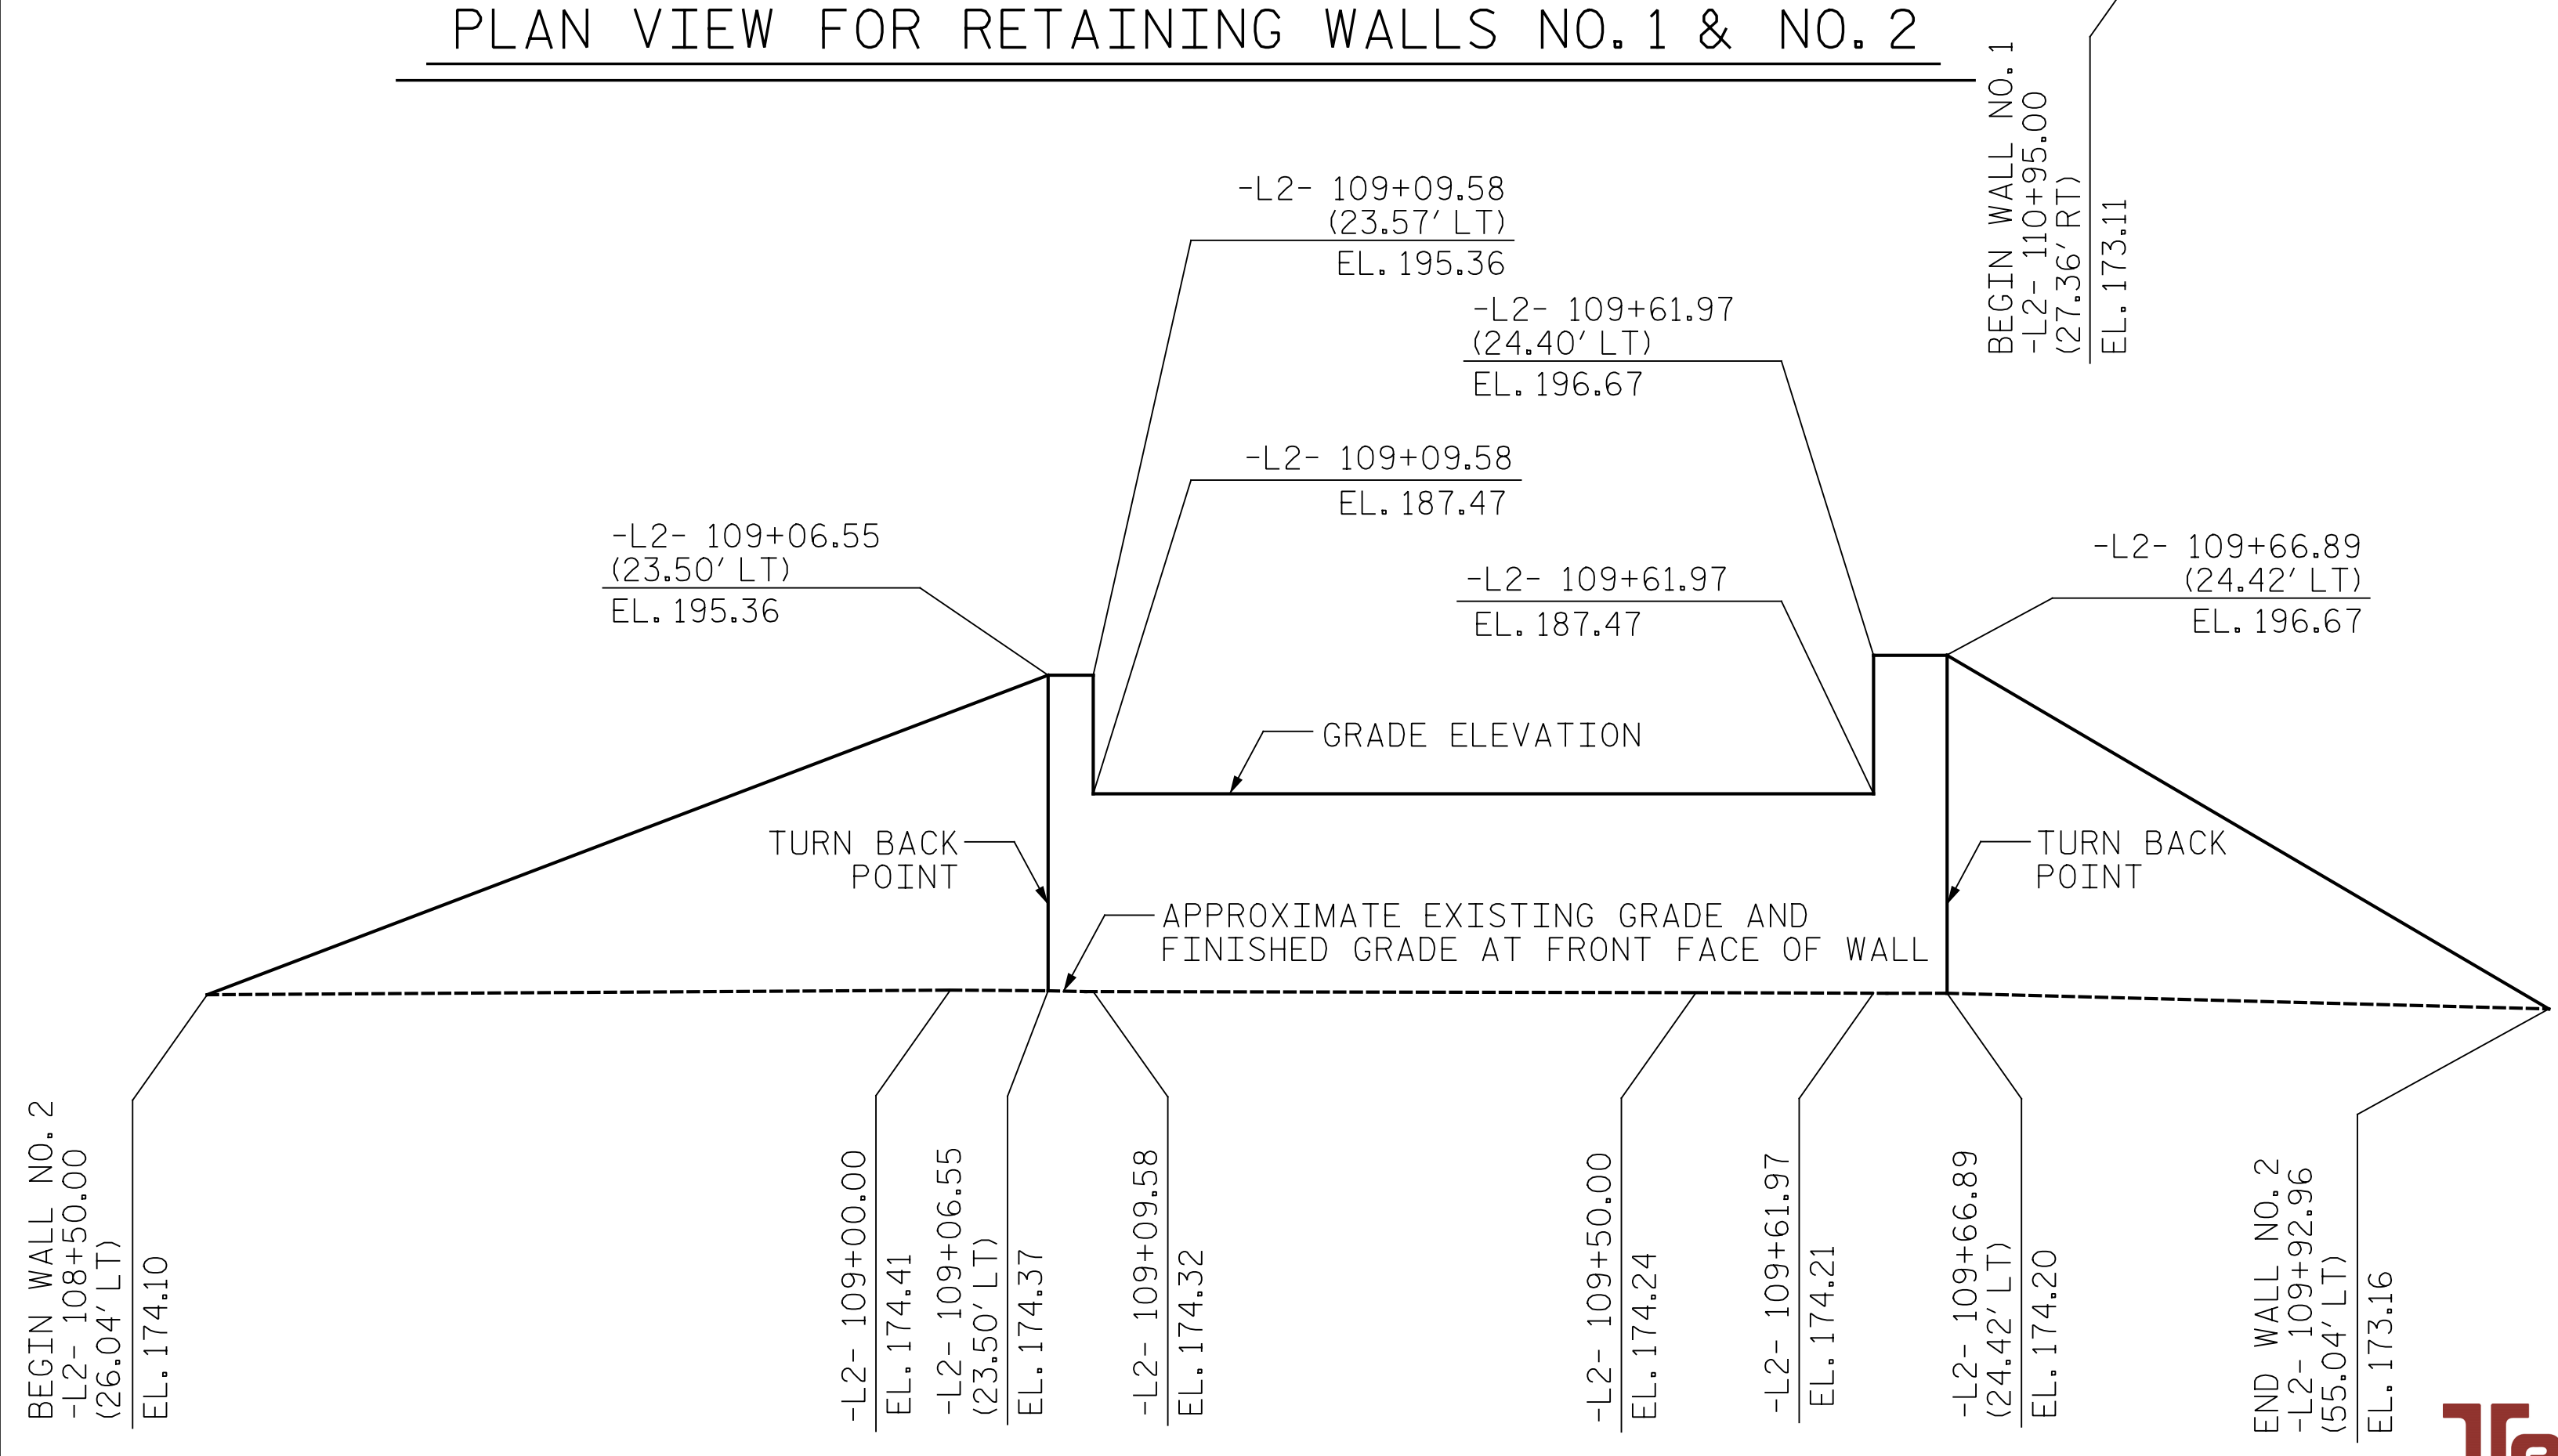 PLAN VIEW FOR RETAINING WALLS NO. 1 & NO. 2
BEGIN WALL NO. 1
-L2- 110+95.00
(27.36' RT)
EL. 173.11
-L2- 109+09.58
(23.57' LT)
EL. 195.36
-L2- 109+61.97
(24.40' LT)
EL. 196.67
-L2- 109+09.58
EL. 187.47
-L2- 109+06.55
(23.50' LT)
EL. 195.36
-L2- 109+61.97
EL. 187.47
-L2- 109+66.89
(24.42' LT)
EL. 196.67
GRADE ELEVATION
TURN BACK
POINT
TURN BACK
POINT
APPROXIMATE EXISTING GRADE AND
FINISHED GRADE AT FRONT FACE OF WALL
BEGIN WALL NO. 2
-L2- 108+50.00
(26.04' LT)
EL. 174.10
-L2- 109+00.00
EL. 174.41
-L2- 109+06.55
(23.50' LT)
EL. 174.37
-L2- 109+09.58
EL. 174.32
-L2- 109+50.00
EL. 174.24
-L2- 109+61.97
EL. 174.21
-L2- 109+66.89
(24.42' LT)
EL. 174.20
END WALL NO. 2
-L2- 109+92.96
(55.04' LT)
EL. 173.16